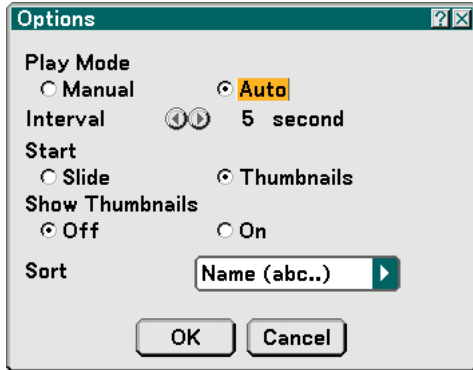 Options
Play Mode
Manual Auto
Interval 5 second
Start
Slide Thumbnails
Show Thumbnails
Off On
Sort Name (abc..)
OK Cancel